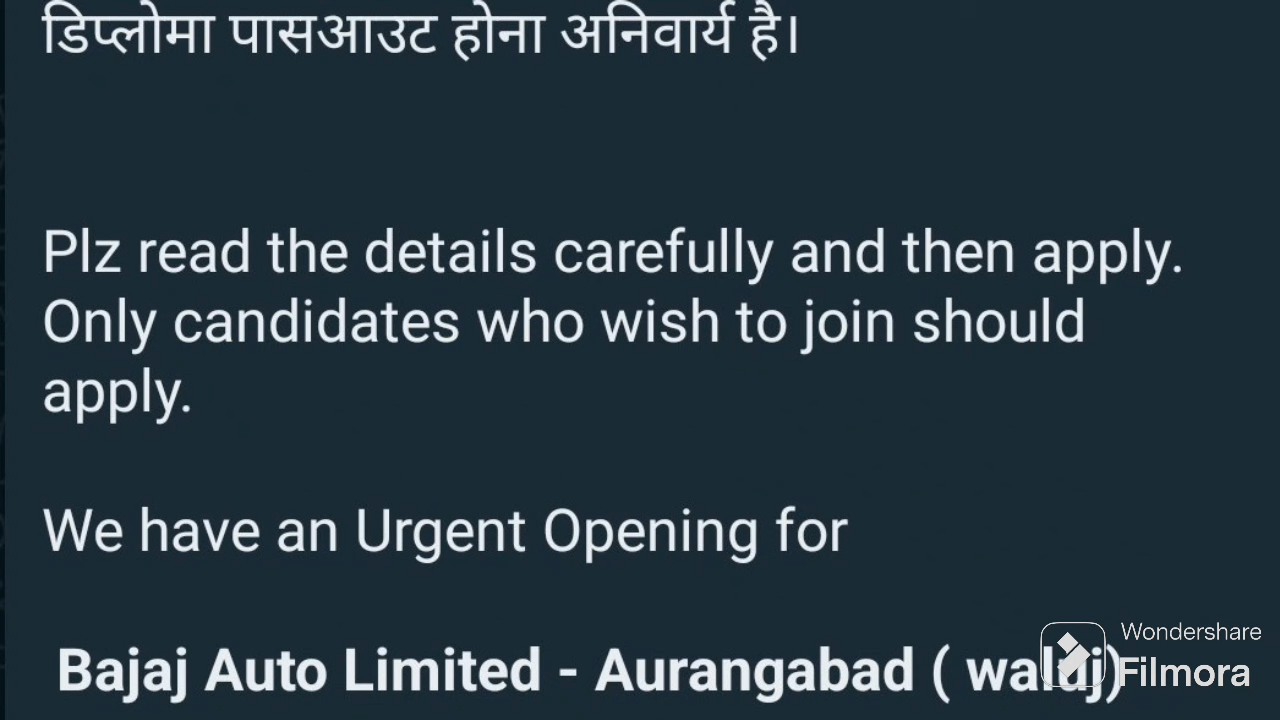 डिप्लोमा पासआउट होना अनिवार्य है।
Plz read the details carefully and then apply.
Only candidates who wish to join should
apply.
We have an Urgent Opening for
Bajaj Auto Limited - Aurangabad ( waluj)
Wondershare
Filmora